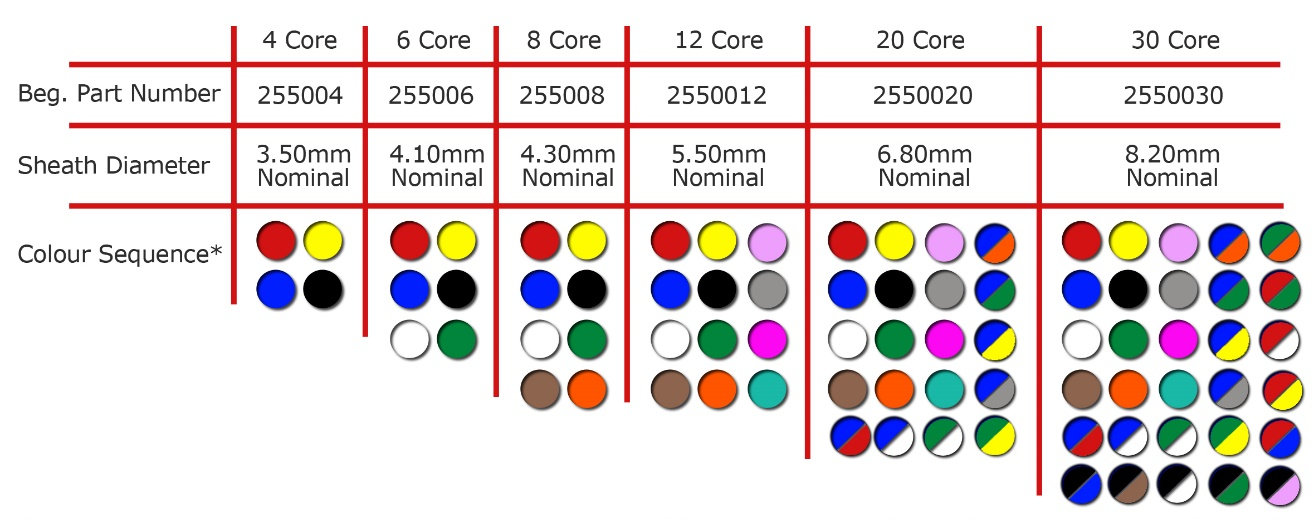 4 Core 6 Core 8 Core 12 Core 20 Core 30 Core
Beg. Part Number 255004 255006 255008 2550012 2550020 2550030
Sheath Diameter 3.50mm Nominal 4.10mm Nominal 4.30mm Nominal 5.50mm Nominal 6.80mm Nominal 8.20mm Nominal
Colour Sequence*